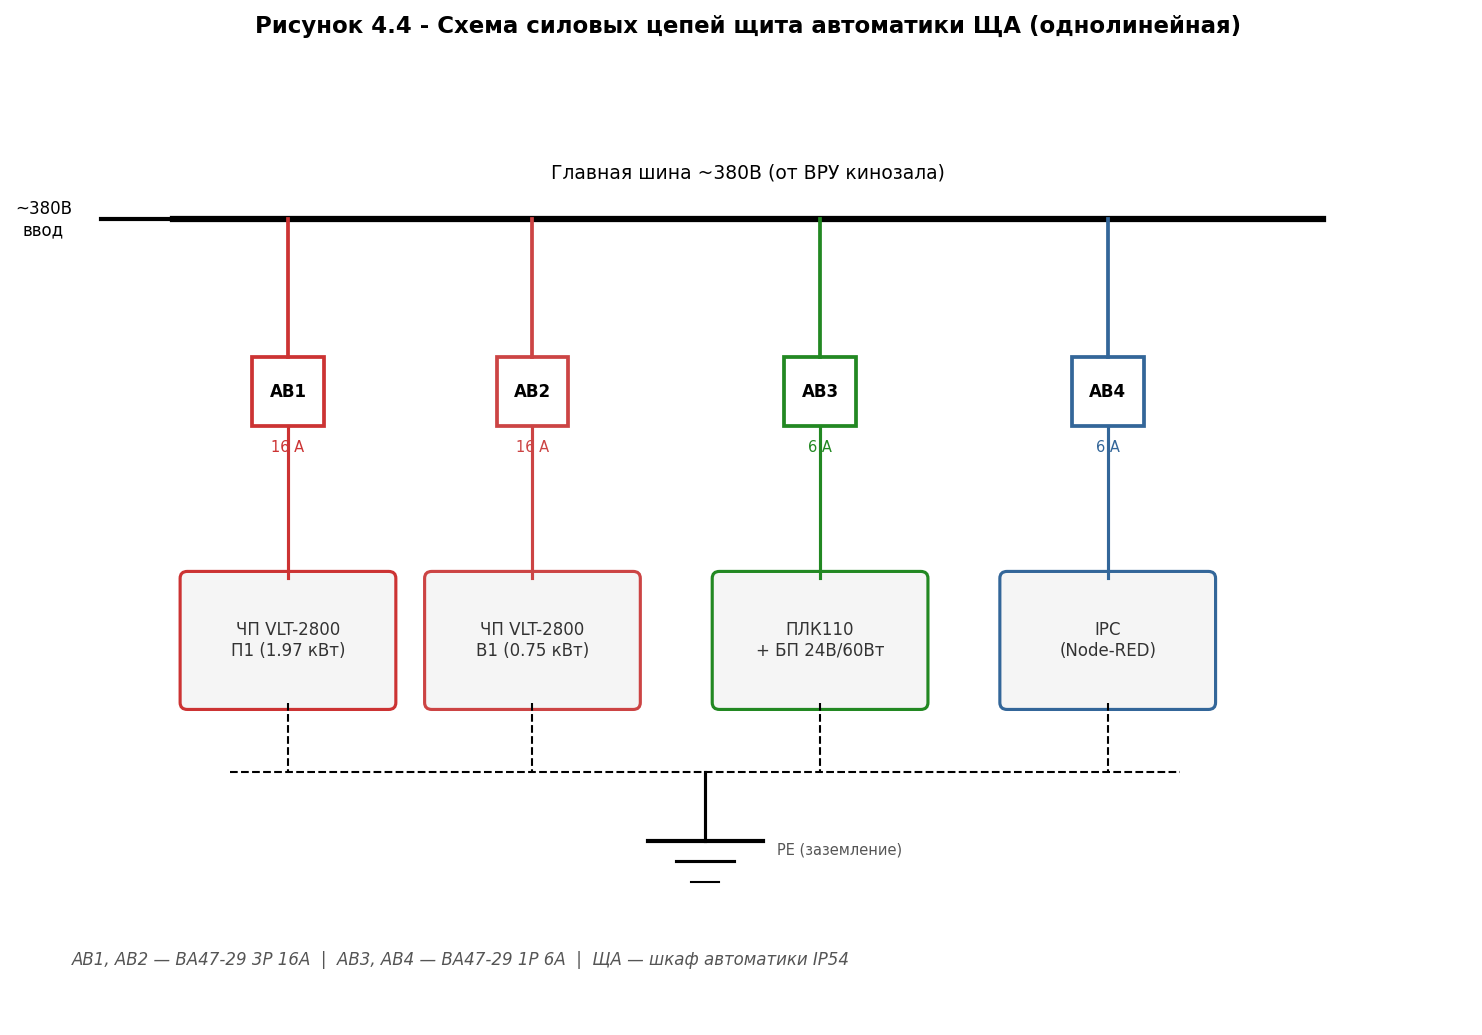 Рисунок 4.4 - Схема силовых цепей щита автоматики ЩА (однолинейная)
Главная шина ~380В (от ВРУ кинозала)
~380В
ввод
АВ1
АВ2
АВ3
АВ4
16 А
16 А
6 А
6 А
ЧП VLT-2800
П1 (1.97 кВт)
ЧП VLT-2800
В1 (0.75 кВт)
ПЛК110
+ БП 24В/60Вт
IPC
(Node-RED)
PE (заземление)
АВ1, АВ2 — ВА47-29 3Р 16А | АВ3, АВ4 — ВА47-29 1Р 6А | ЩА — шкаф автоматики IP54